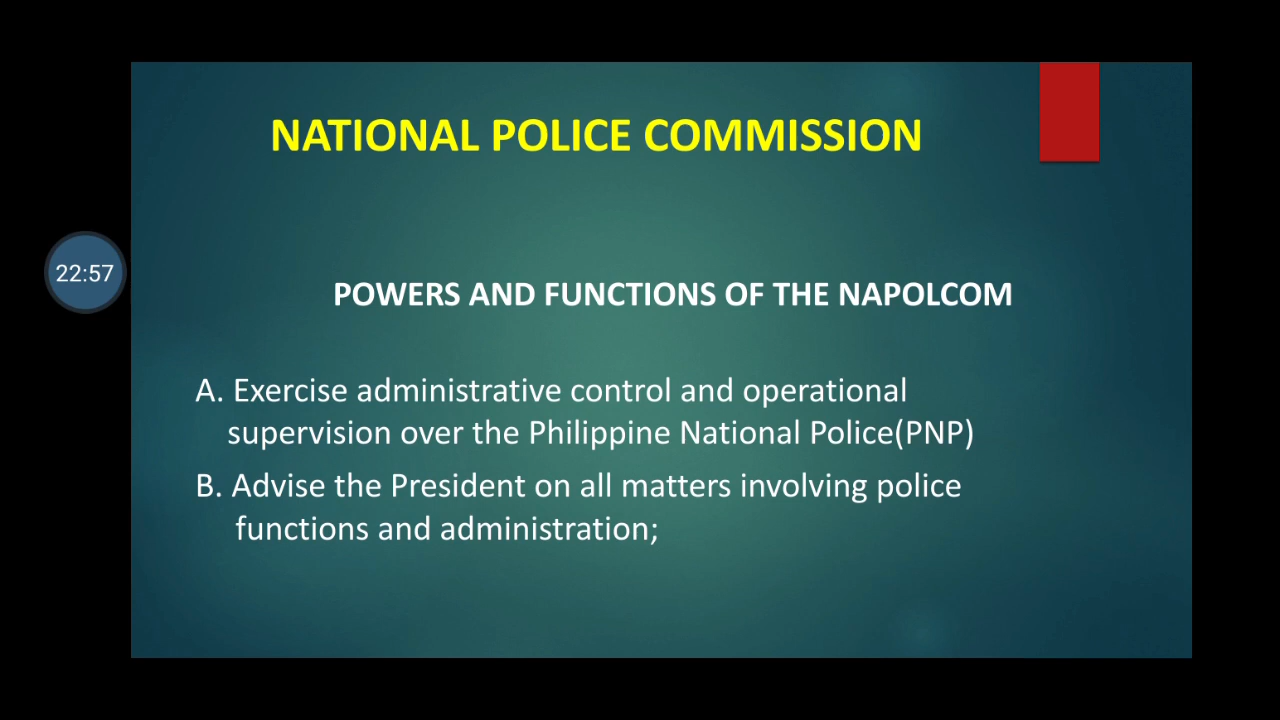 NATIONAL POLICE COMMISSION
22:57
POWERS AND FUNCTIONS OF THE NAPOLCOM
A. Exercise administrative control and operational
supervision over the Philippine National Police(PNP)
B. Advise the President on all matters involving police
functions and administration;